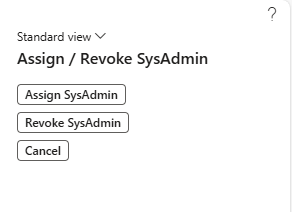 ?
Standard view
Assign / Revoke SysAdmin
Assign SysAdmin
Revoke SysAdmin
Cancel